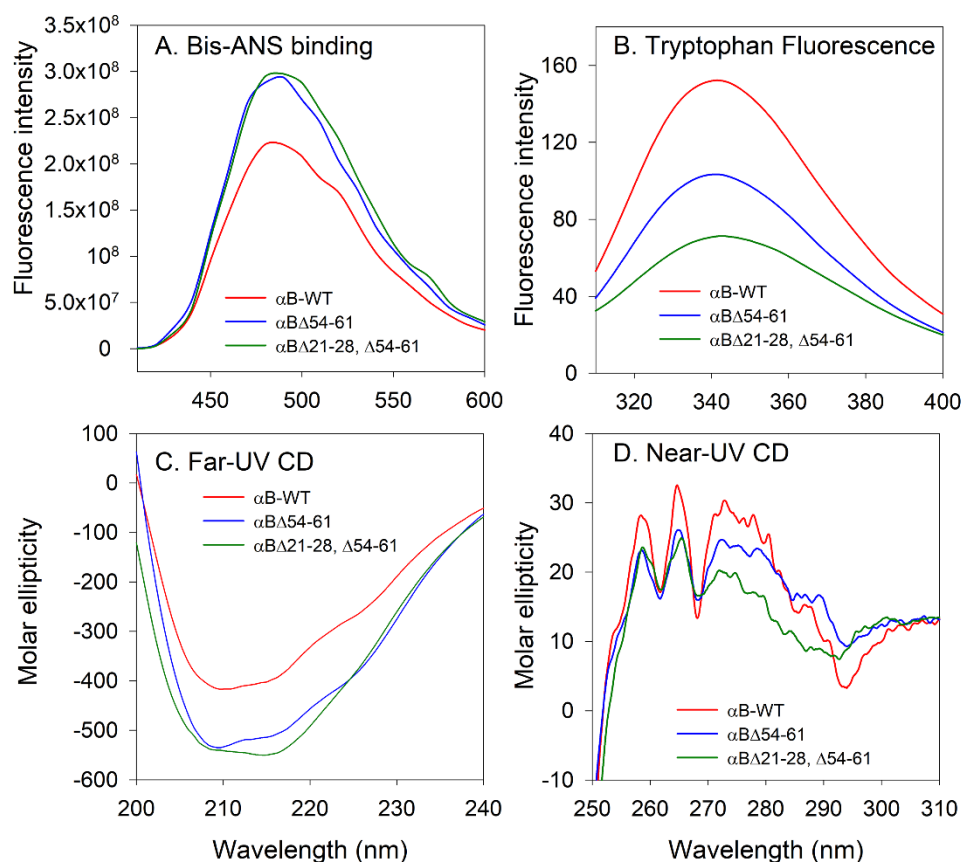 A. Bis-ANS binding
Fluorescence intensity
3.5x10⁸
3.0x10⁸
2.5x10⁸
2.0x10⁸
1.5x10⁸
10⁸
5.0x10⁷
0
αB-WT
αBΔ54-61
αBΔ21-28, Δ54-61
450 500 550 600
B. Tryptophan Fluorescence
Fluorescence intensity
160
120
80
40
0
αB-WT
αBΔ54-61
αBΔ21-28, Δ54-61
320 340 360 380 400
C. Far-UV CD
Molar ellipticity
100
0
-100
-200
-300
-400
-500
-600
αB-WT
αBΔ54-61
αBΔ21-28, Δ54-61
200 210 220 230 240
Wavelength (nm)
D. Near-UV CD
Molar ellipticity
40
30
20
10
0
-10
αB-WT
αBΔ54-61
αBΔ21-28, Δ54-61
250 260 270 280 290 300 310
Wavelength (nm)